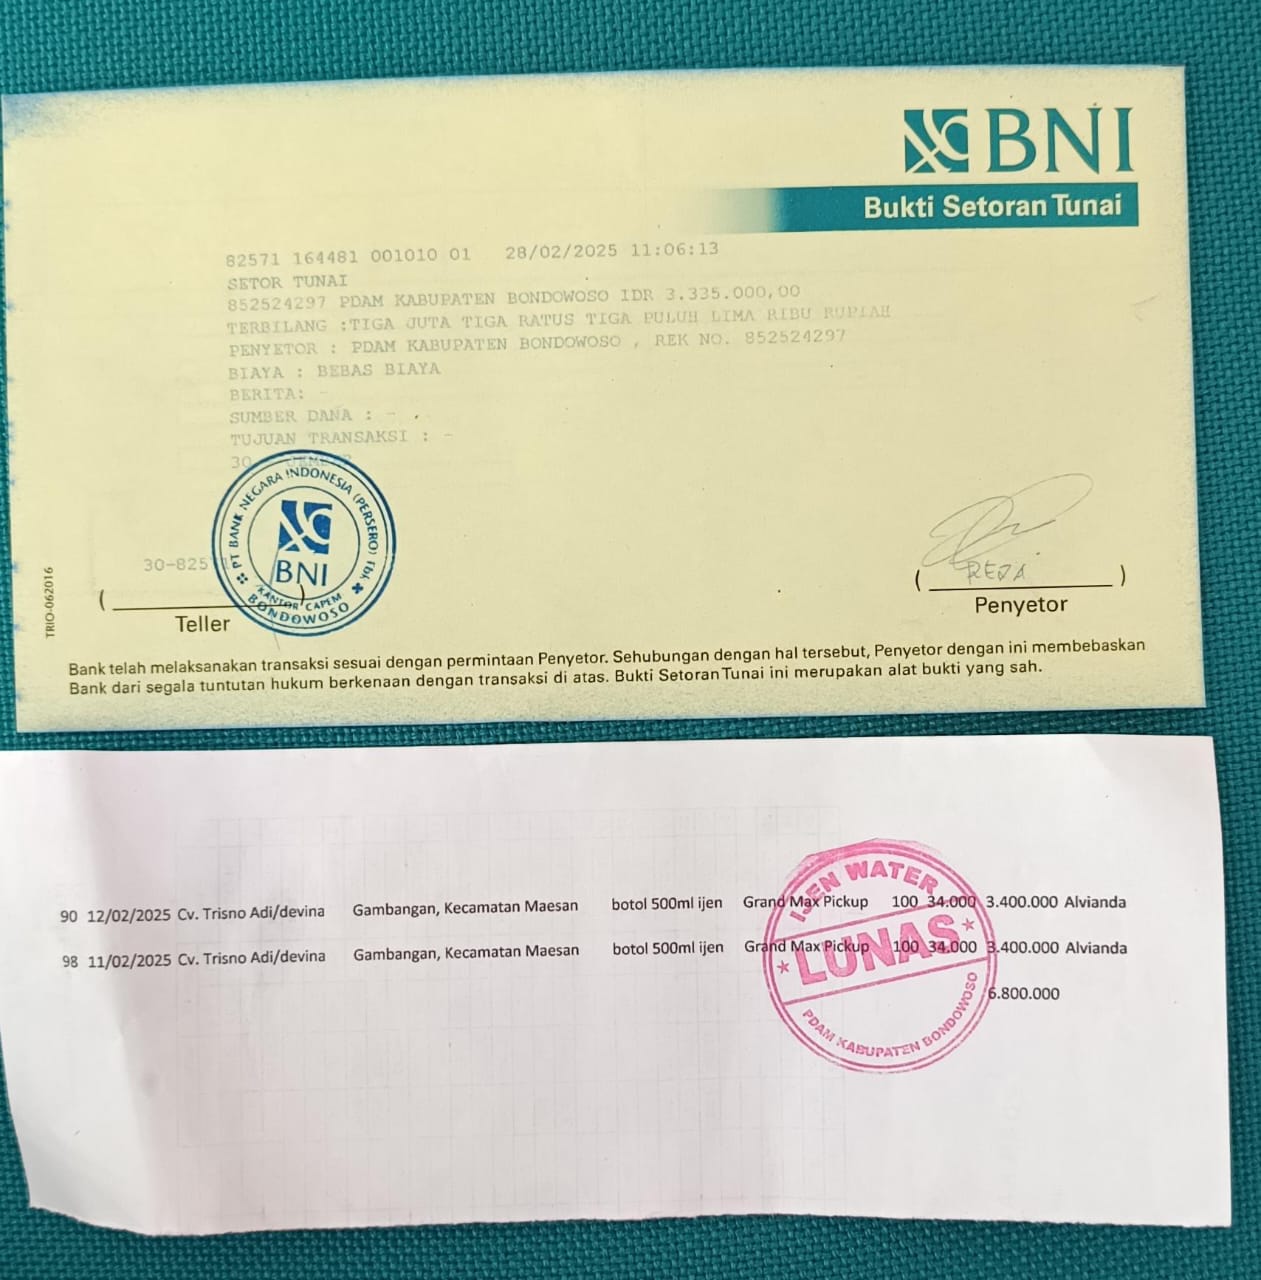 BNI
Bukti Setoran Tunai
82571 164481 001010 01 28/02/2025 11:06:13
SETOR TUNAI
852524297 PDAM KABUPATEN BONDOWOSO IDR 3.335.000,00
TERBILANG :TIGA JUTA TIGA RATUS TIGA PULUH LIMA RIBU RUPIAH
PENYETOR : PDAM KABUPATEN BONDOWOSO , REK NO. 852524297
BIAYA : BEBAS BIAYA
BERITA: -
SUMBER DANA : -
TUJUAN TRANSAKSI : -
30
PT BANK NEGARA INDONESIA (PERSERO) Tbk
BNI
KANTOR CAPEM
BONDOWOSO
30-825
( )
Teller
REZA
( )
Penyetor
TRIO-062016
Bank telah melaksanakan transaksi sesuai dengan permintaan Penyetor. Sehubungan dengan hal tersebut, Penyetor dengan ini membebaskan
Bank dari segala tuntutan hukum berkenaan dengan transaksi di atas. Bukti Setoran Tunai ini merupakan alat bukti yang sah.
90 12/02/2025 Cv. Trisno Adi/devina Gambangan, Kecamatan Maesan botol 500ml ijen Grand Max Pickup 100 34.000 3.400.000 Alvianda
98 11/02/2025 Cv. Trisno Adi/devina Gambangan, Kecamatan Maesan botol 500ml ijen Grand Max Pickup 100 34.000 3.400.000 Alvianda
6.800.000
IJEN WATER
LUNAS
PDAM KABUPATEN BONDOWOSO